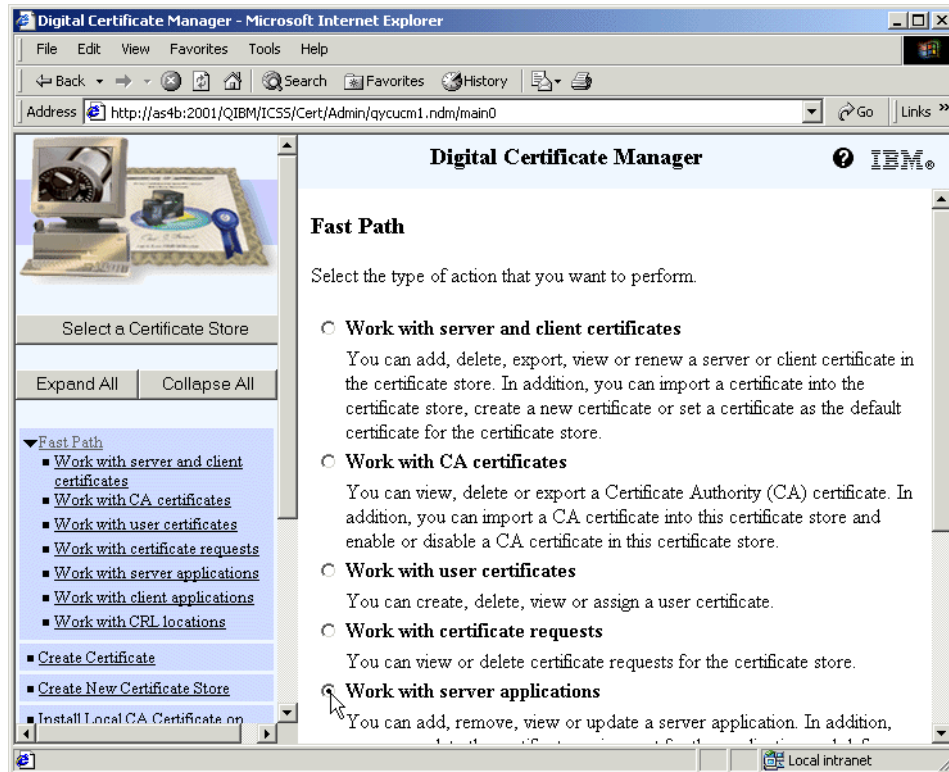 Digital Certificate Manager - Microsoft Internet Explorer
File Edit View Favorites Tools Help
Back Search Favorites History
Address http://as4b:2001/QIBM/ICSS/Cert/Admin/qycucm1.ndm/main0 Go Links »
Select a Certificate Store
Expand All Collapse All
Fast Path
Work with server and client
certificates
Work with CA certificates
Work with user certificates
Work with certificate requests
Work with server applications
Work with client applications
Work with CRL locations
Create Certificate
Create New Certificate Store
Install Local CA Certificate on
Digital Certificate Manager ? IBM®
Fast Path
Select the type of action that you want to perform.
Work with server and client certificates
You can add, delete, export, view or renew a server or client certificate in
the certificate store. In addition, you can import a certificate into the
certificate store, create a new certificate or set a certificate as the default
certificate for the certificate store.
Work with CA certificates
You can view, delete or export a Certificate Authority (CA) certificate. In
addition, you can import a CA certificate into this certificate store and
enable or disable a CA certificate in this certificate store.
Work with user certificates
You can create, delete, view or assign a user certificate.
Work with certificate requests
You can view or delete certificate requests for the certificate store.
Work with server applications
You can add, remove, view or update a server application. In addition,
Local intranet